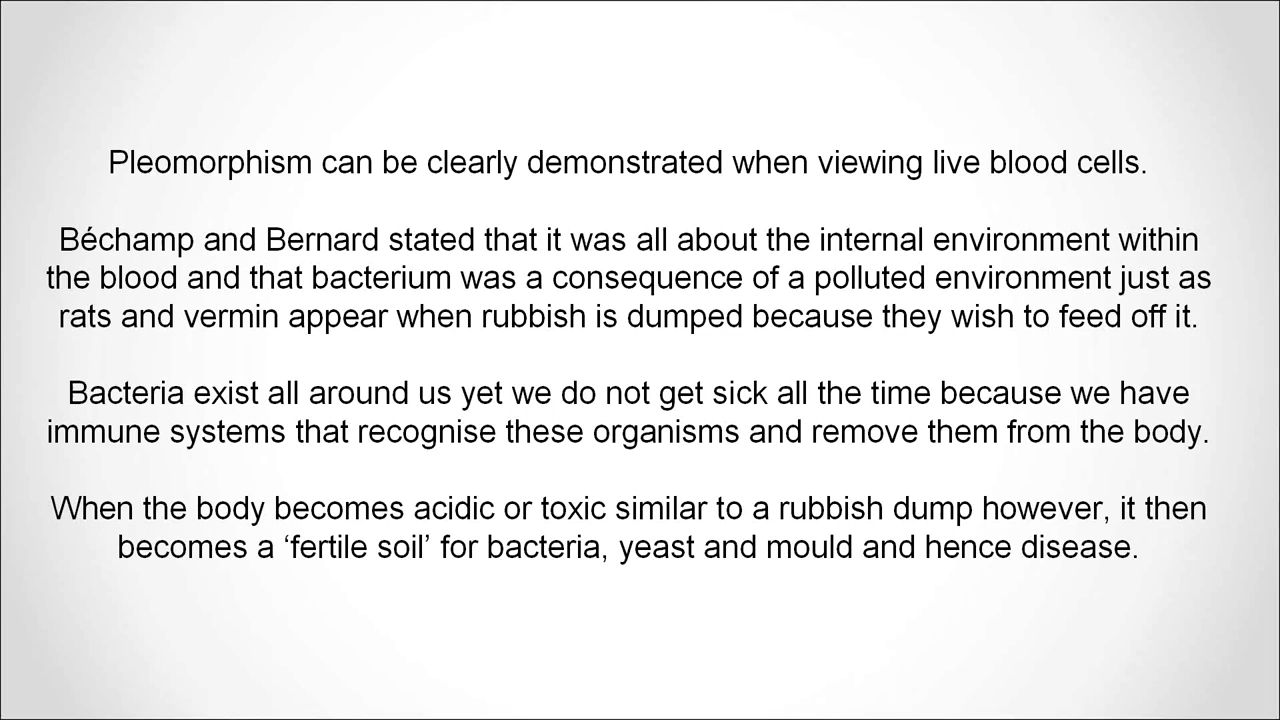 Pleomorphism can be clearly demonstrated when viewing live blood cells.
Béchamp and Bernard stated that it was all about the internal environment within
the blood and that bacterium was a consequence of a polluted environment just as
rats and vermin appear when rubbish is dumped because they wish to feed off it.
Bacteria exist all around us yet we do not get sick all the time because we have
immune systems that recognise these organisms and remove them from the body.
When the body becomes acidic or toxic similar to a rubbish dump however, it then
becomes a ‘fertile soil’ for bacteria, yeast and mould and hence disease.